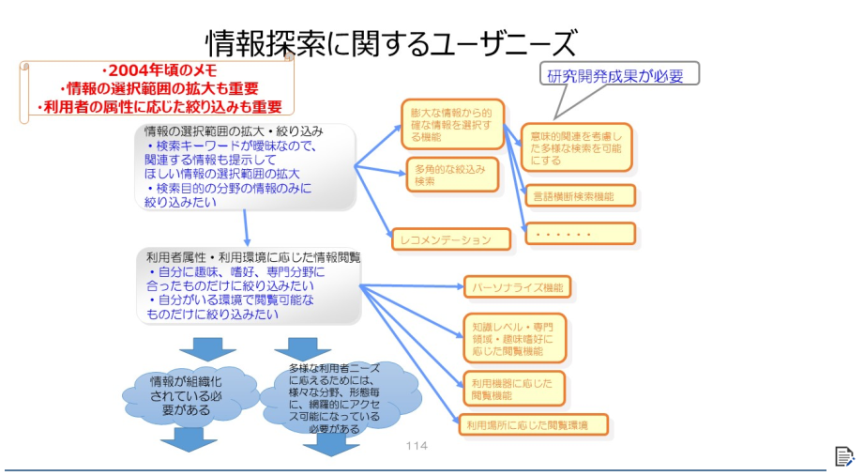 情報探索に関するユーザニーズ
・2004年頃のメモ
・情報の選択範囲の拡大も重要
・利用者の属性に応じた絞り込みも重要
研究開発成果が必要
情報の選択範囲の拡大・絞り込み
・検索キーワードが曖昧なので、
関連する情報も提示して
ほしい情報の選択範囲の拡大
・検索目的の分野の情報のみに
絞り込みたい
膨大な情報から的
確な情報を選択す
る機能
多角的な絞込み
検索
レコメンデーション
意味的関連を考慮し
た多様な検索を可能
にする
言語横断検索機能
・・・・・・
利用者属性・利用環境に応じた情報閲覧
・自分に趣味、嗜好、専門分野に
合ったものだけに絞り込みたい
・自分がいる環境で閲覧可能な
ものだけに絞り込みたい
パーソナライズ機能
知識レベル・専門
領域・趣味嗜好に
応じた閲覧機能
利用機器に応じた
閲覧機能
利用場所に応じた閲覧環境
情報が組織化
されている必
要がある
多様な利用者ニーズ
に応えるためには、
様々な分野、形態毎
に、網羅的にアクセ
ス可能になっている
必要がある
114